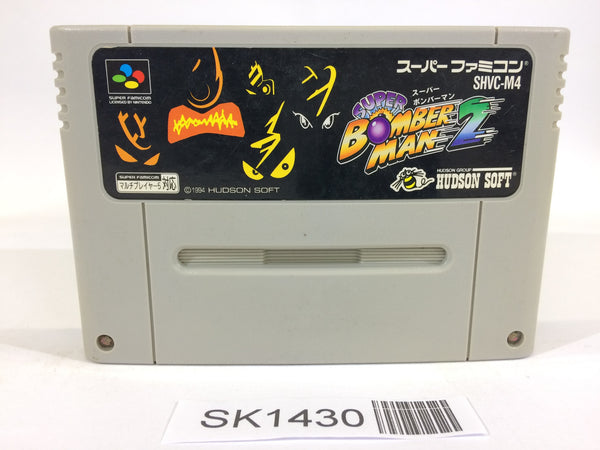 SUPER FAMICOM
LICENSED BY NINTENDO
SUPER FAMICOM
マルチプレイヤー5対応
©1994 HUDSON SOFT
スーパーファミコン®
SHVC-M4
スーパー
ボンバーマン
SUPER
BOMBER
MAN 2
HUDSON GROUP
HUDSON SOFT®
SK1430